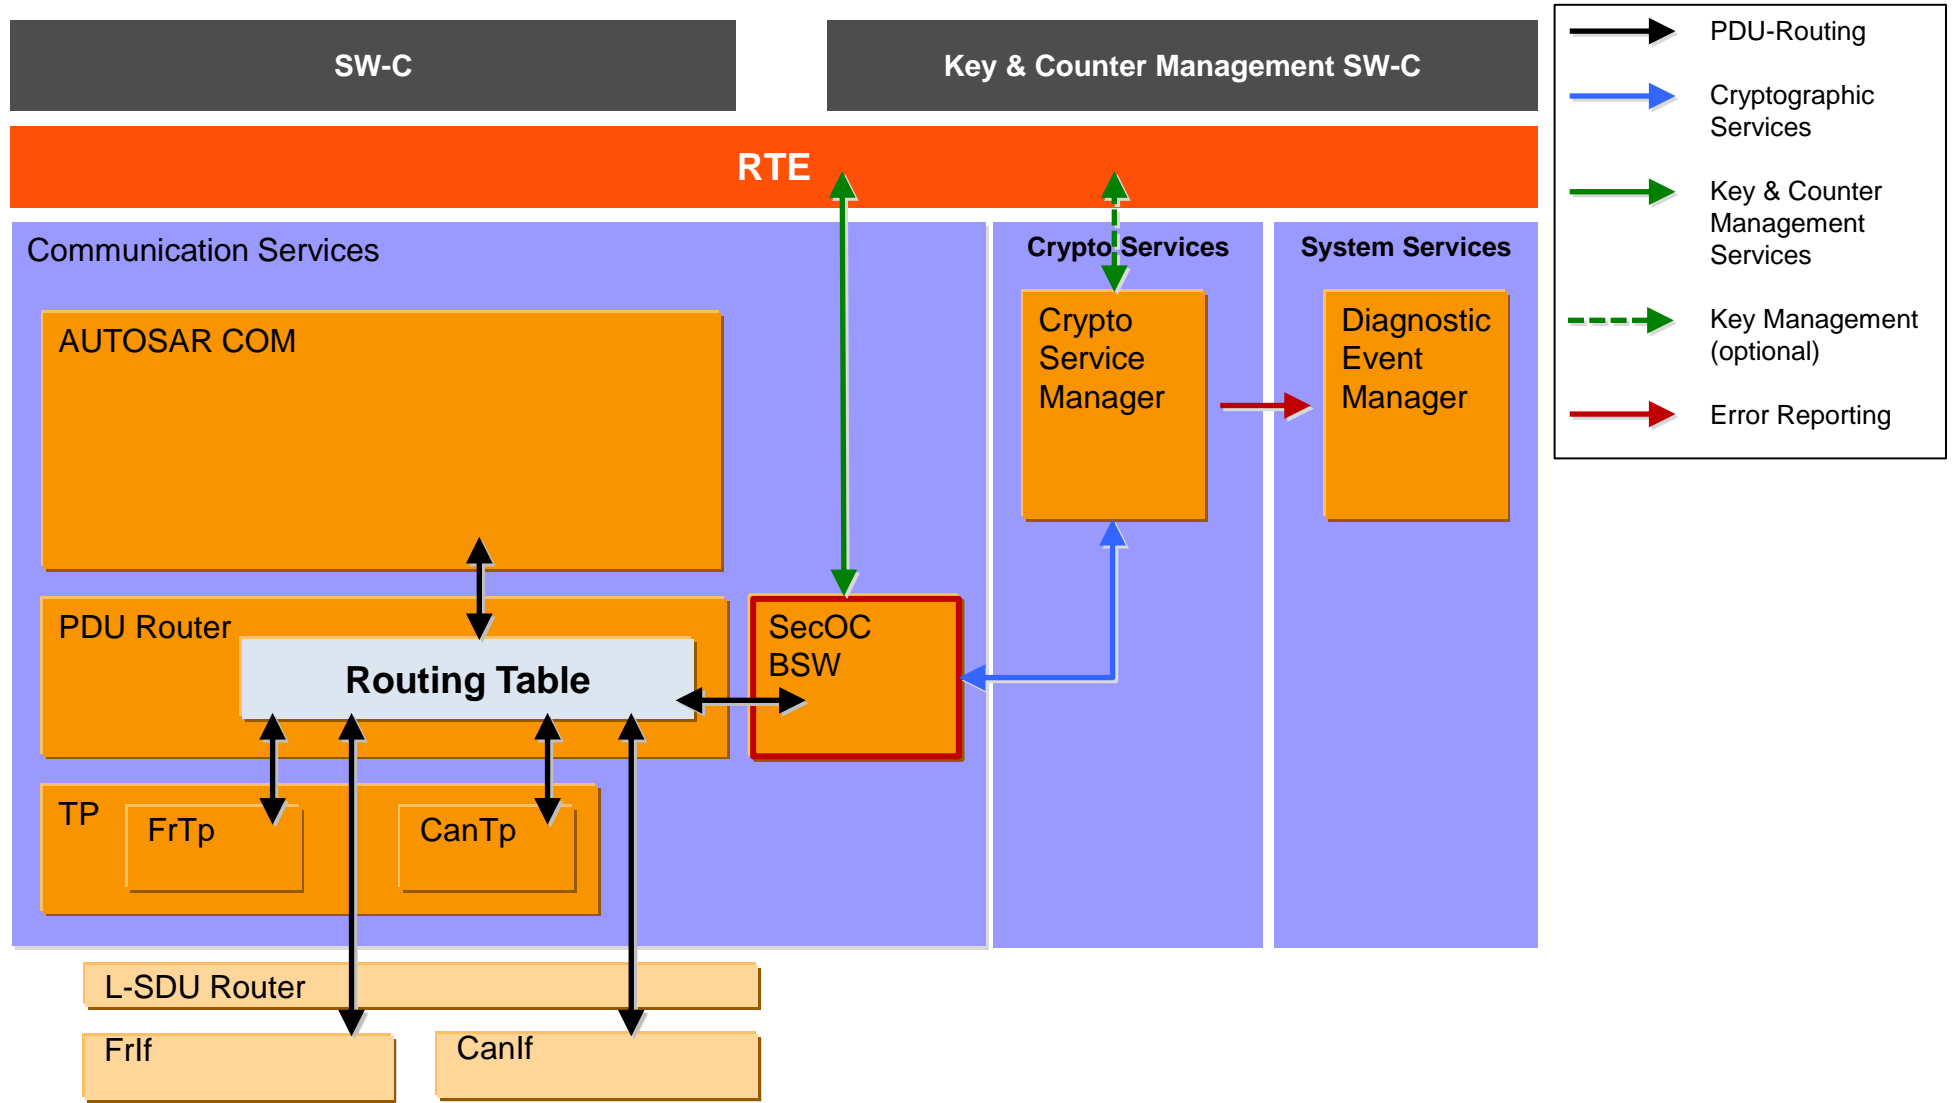 SW-C
Key & Counter Management SW-C
RTE
Communication Services
Crypto Services
System Services
AUTOSAR COM
Crypto
Service
Manager
Diagnostic
Event
Manager
PDU Router
Routing Table
SecOC
BSW
TP
FrTp
CanTp
L-SDU Router
FrIf
CanIf
PDU-Routing
Cryptographic
Services
Key & Counter
Management
Services
Key Management
(optional)
Error Reporting